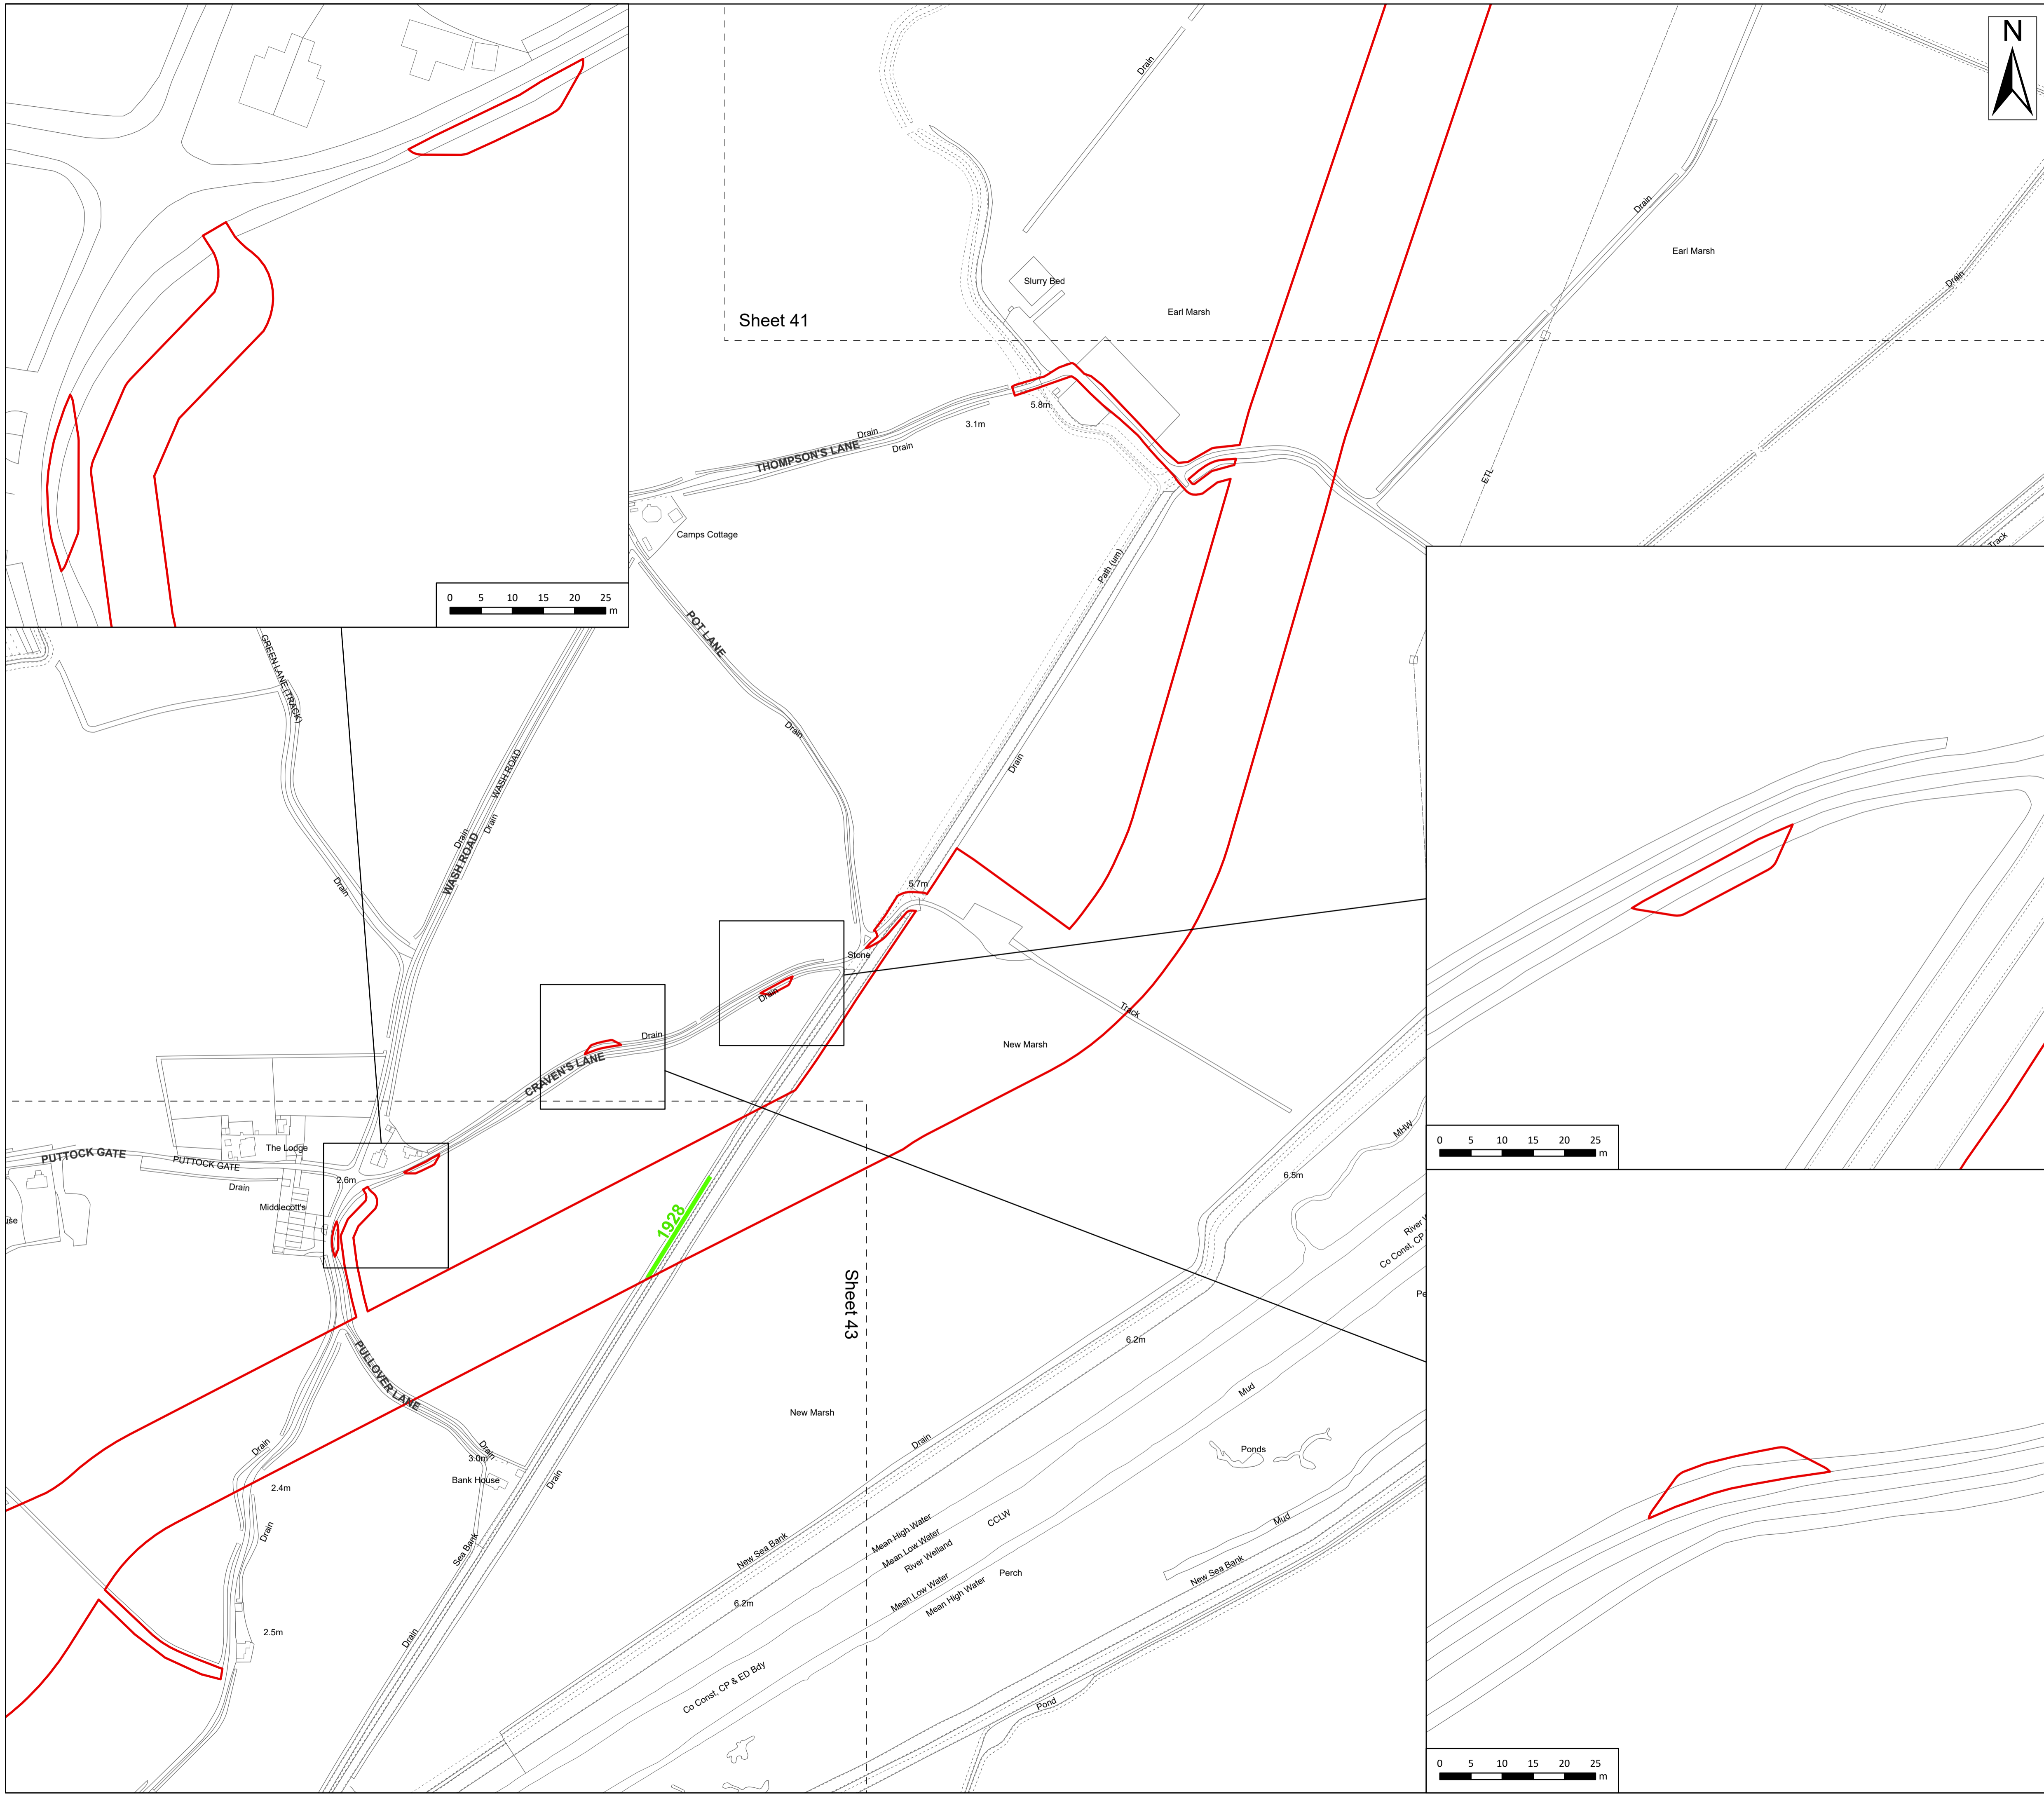 N
Drain
Drain
Earl Marsh
Drain
Slurry Bed
Earl Marsh
Sheet 41
5.8m
3.1m
Drain
THOMPSON'S LANE
Drain
ETL
Track
Camps Cottage
Path (um)
0 5 10 15 20 25
m
POT LANE
GREEN LANE (TRACK)
Drain
Drain
WASH ROAD
Drain
Drain
WASH ROAD
Drain
5.7m
Stone
Drain
Track
Drain
New Marsh
CRAVEN'S LANE
MHW
0 5 10 15 20 25
m
The Lodge
PUTTOCK GATE
PUTTOCK GATE
Drain
2.6m
6.5m
Middlecott's
1928
River
Co Const, CP
Sheet 43
6.2m
PULLOVER LANE
Mud
New Marsh
Drain
Drain
Drain
3.0m
Ponds
Bank House
2.4m
Drain
Drain
Sea Bank
New Sea Bank
Mean High Water
CCLW
Mud
Mean Low Water
River Welland
New Sea Bank
Perch
Mean Low Water
Mean High Water
6.2m
2.5m
Drain
Co Const, CP & ED Bdy
Pond
0 5 10 15 20 25
m